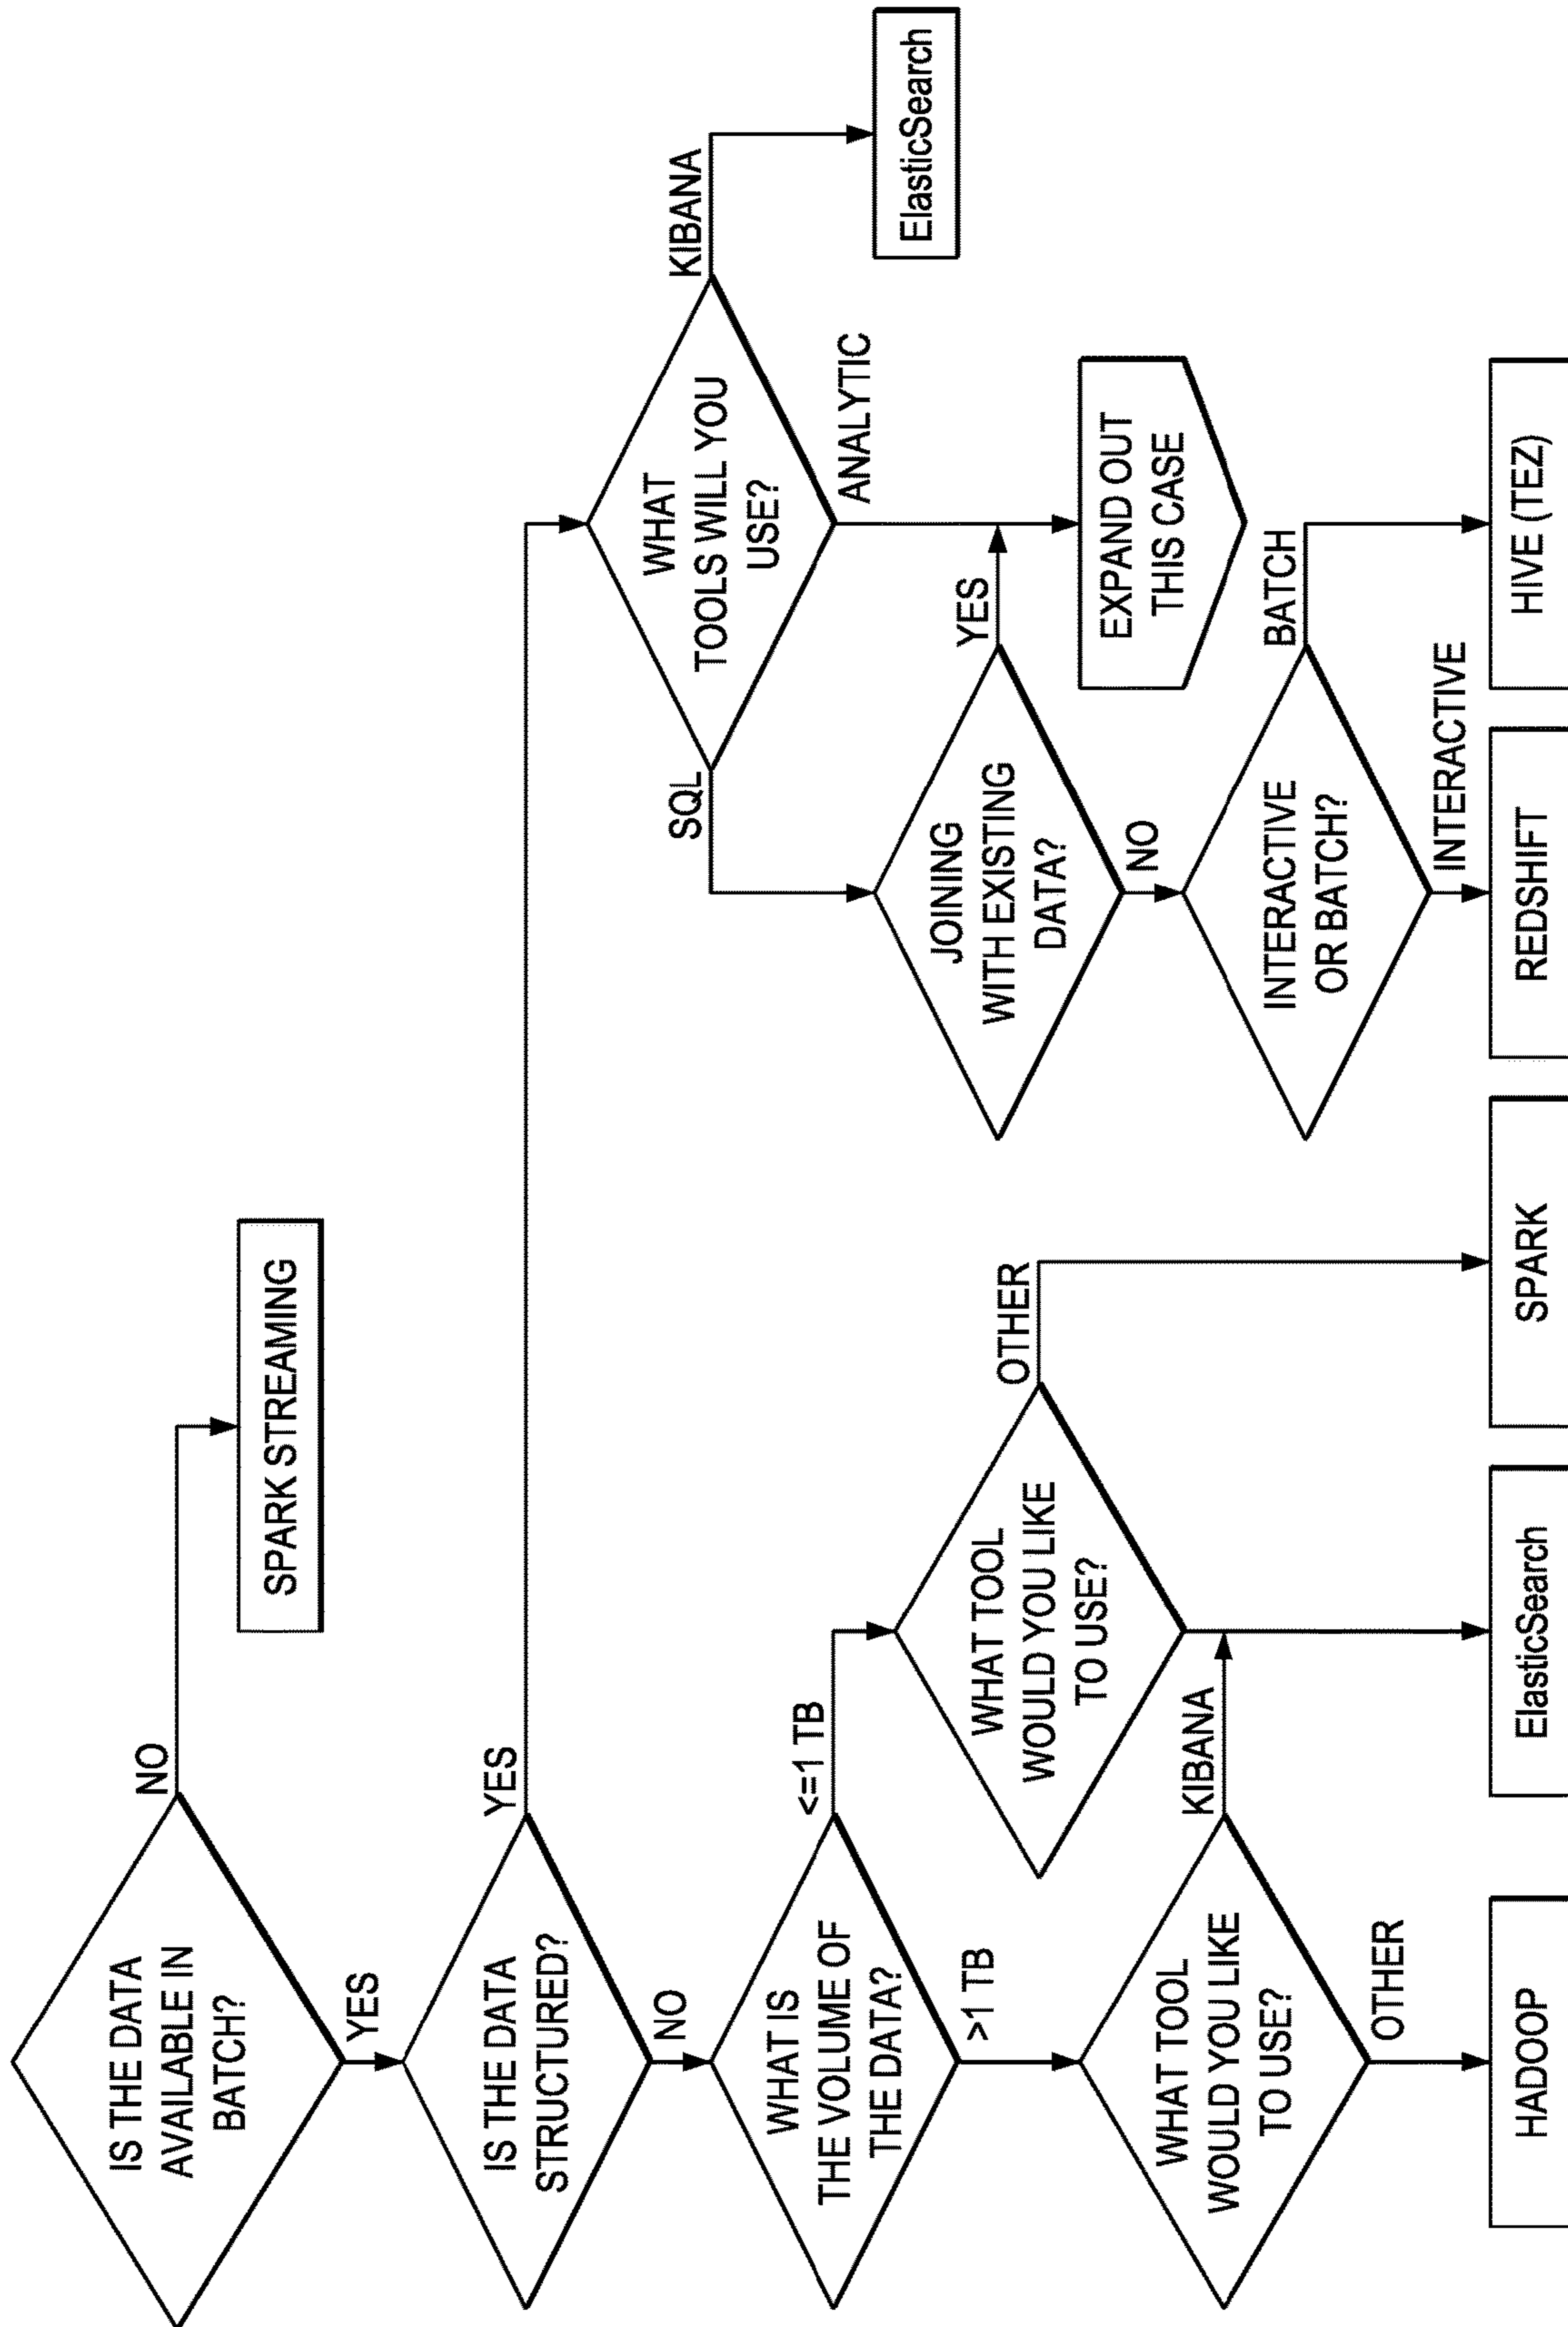 IS THE DATA
AVAILABLE IN
BATCH?
NO
YES
SPARK STREAMING
IS THE DATA
STRUCTURED?
YES
NO
WHAT
TOOLS WILL YOU
USE?
SQL
KIBANA
ANALYTIC
ElasticSearch
WHAT IS
THE VOLUME OF
THE DATA?
<=1 TB
>1 TB
JOINING
WITH EXISTING
DATA?
YES
NO
WHAT TOOL
WOULD YOU LIKE
TO USE?
OTHER
EXPAND OUT
THIS CASE
WHAT TOOL
WOULD YOU LIKE
TO USE?
KIBANA
OTHER
INTERACTIVE
OR BATCH?
BATCH
INTERACTIVE
HADOOP
ElasticSearch
SPARK
REDSHIFT
HIVE (TEZ)